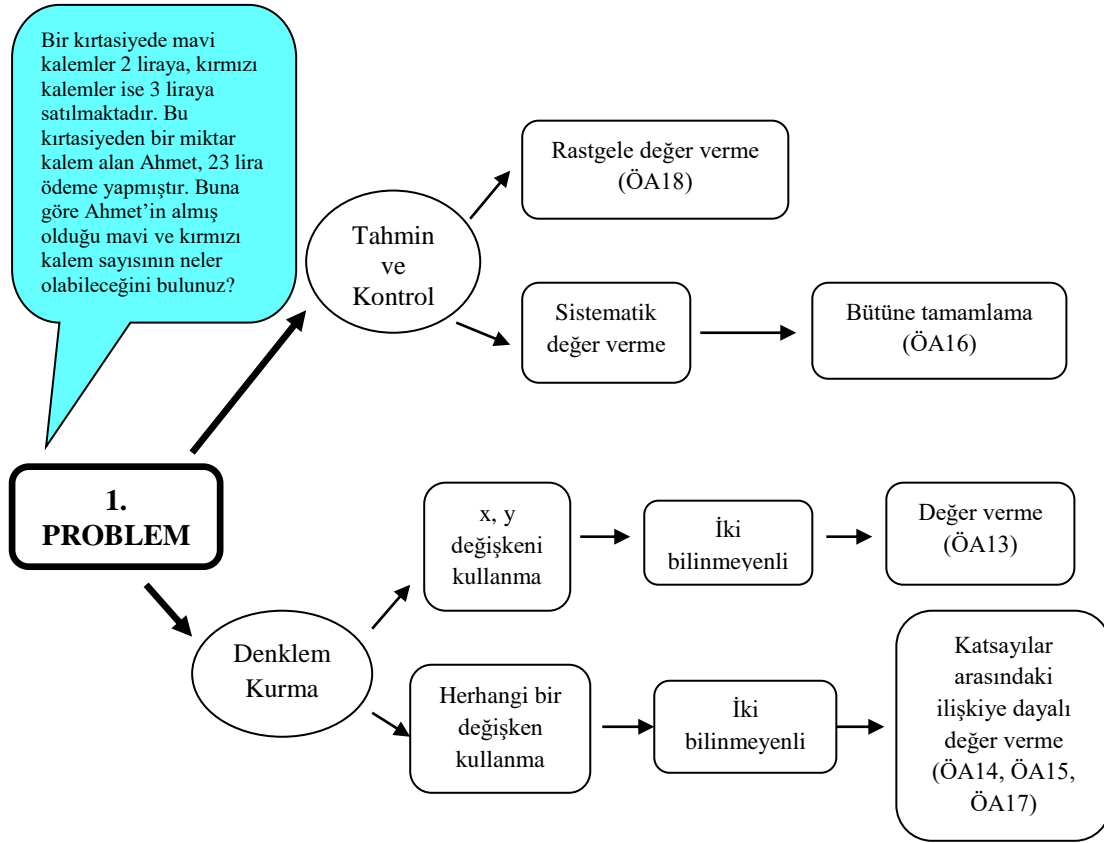 Bir kırtasiyede mavi
kalemler 2 liraya, kırmızı
kalemler ise 3 liraya
satılmaktadır. Bu
kırtasiyeden bir miktar
kalem alan Ahmet, 23 lira
ödeme yapmıştır. Buna
göre Ahmet’in almış
olduğu mavi ve kırmızı
kalem sayısının neler
olabileceğini bulunuz?
Rastgele değer verme
(ÖA18)
Tahmin
ve
Kontrol
Sistematik
değer verme
Bütüne tamamlama
(ÖA16)
1.
PROBLEM
x, y
değişkeni
kullanma
İki
bilinmeyenli
Değer verme
(ÖA13)
Denklem
Kurma
Herhangi bir
değişken
kullanma
İki
bilinmeyenli
Katsayılar
arasındaki
ilişkiye dayalı
değer verme
(ÖA14, ÖA15,
ÖA17)